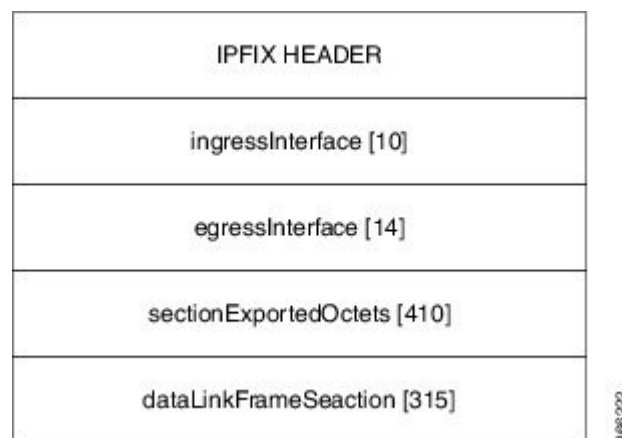 IPFIX HEADER
ingressInterface [10]
egressInterface [14]
sectionExportedOctets [410]
dataLinkFrameSeaction [315]